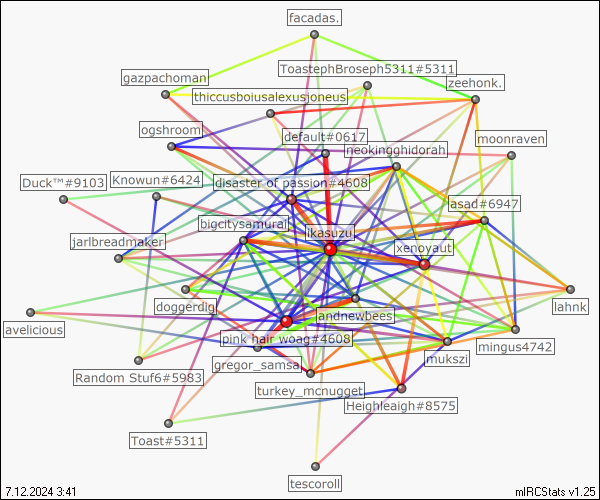 facadas.
ToastephBroseph5311#5311
gazpachoman
zeehonk.
thiccusboiusalexusjoneus
ogshroom
default#0617
neokingghidorah
moonraven
Duck™#9103
Knowun#6424
disaster of passion#4608
lasad#6947
bigcitysamurai
ikasuzu
jarlbreadmaker
xenoyaut
doggerdig
lahnk
andnewbees
avelicious
pink hair woag#4608
mingus4742
mukszi
gregor_samsa
Random Stuf6#5983
turkey_mcnugget
Heighleaigh#8575
Toast#5311
tescoroll
7.12.2024 3:41
mIRCStats v1.25